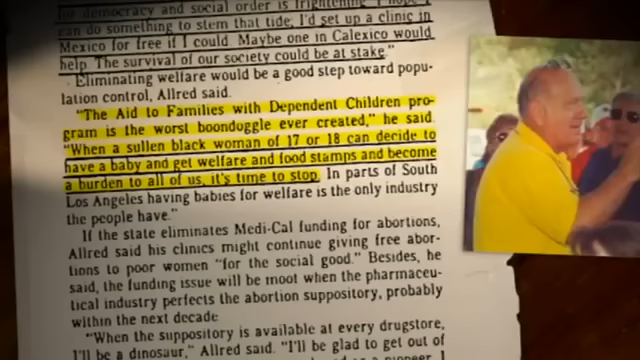 for democracy and social order is frightening. I hope I
can do something to stem that tide; I'd set up a clinic in
Mexico for free if I could. Maybe one in Calexico would
help. The survival of our society could be at stake."
Eliminating welfare would be a good step toward popu-
lation control, Allred said.
"The Aid to Families with Dependent Children pro-
gram is the worst boondoggle ever created," he said.
"When a sullen black woman of 17 or 18 can decide to
have a baby and get welfare and food stamps and become
a burden to all of us, it's time to stop. In parts of South
Los Angeles having babies for welfare is the only industry
the people have."
If the state eliminates Medi-Cal funding for abortions,
Allred said his clinics might continue giving free abor-
tions to poor women "for the social good." Besides, he
said, the funding issue will be moot when the pharmaceu-
tical industry perfects the abortion suppository, probably
within the next decade
"When the suppository is available at every drugstore,
I'll be a dinosaur," Allred said. "I'll be glad to get out of
a pioneer I